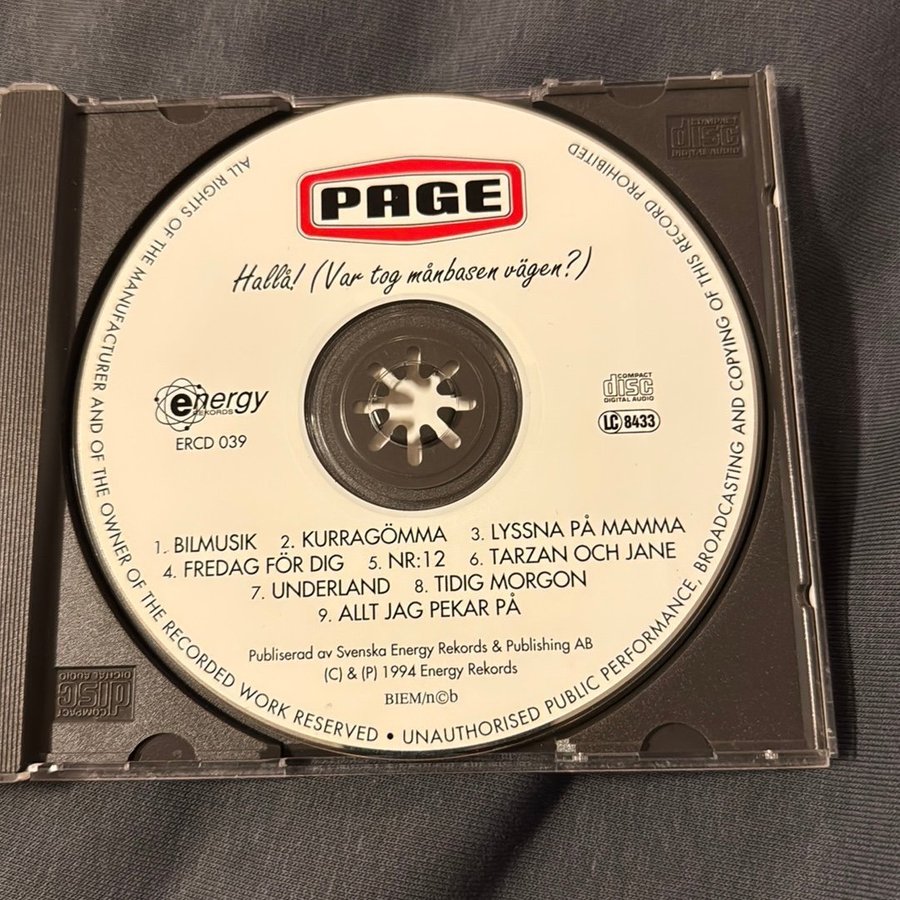 PAGE
Hallå! (Var tog månbasen vägen?)
energy
REKORDS
ERCD 039
COMPACT
disc
DIGITAL AUDIO
LC 8433
1. BILMUSIK 2. KURRAGÖMMA 3. LYSSNA PÅ MAMMA
4. FREDAG FÖR DIG 5. NR:12 6. TARZAN OCH JANE
7. UNDERLAND 8. TIDIG MORGON
9. ALLT JAG PEKAR PÅ
Publiserad av Svenska Energy Rekords & Publishing AB
(C) & (P) 1994 Energy Rekords
BIEM/n©b
ALL RIGHTS OF THE MANUFACTURER AND OF THE OWNER OF THE RECORDED WORK RESERVED • UNAUTHORISED PUBLIC PERFORMANCE, BROADCASTING AND COPYING OF THIS RECORD PROHIBITED
COMPACT
disc
DIGITAL AUDIO
COMPACT
disc
DIGITAL AUDIO